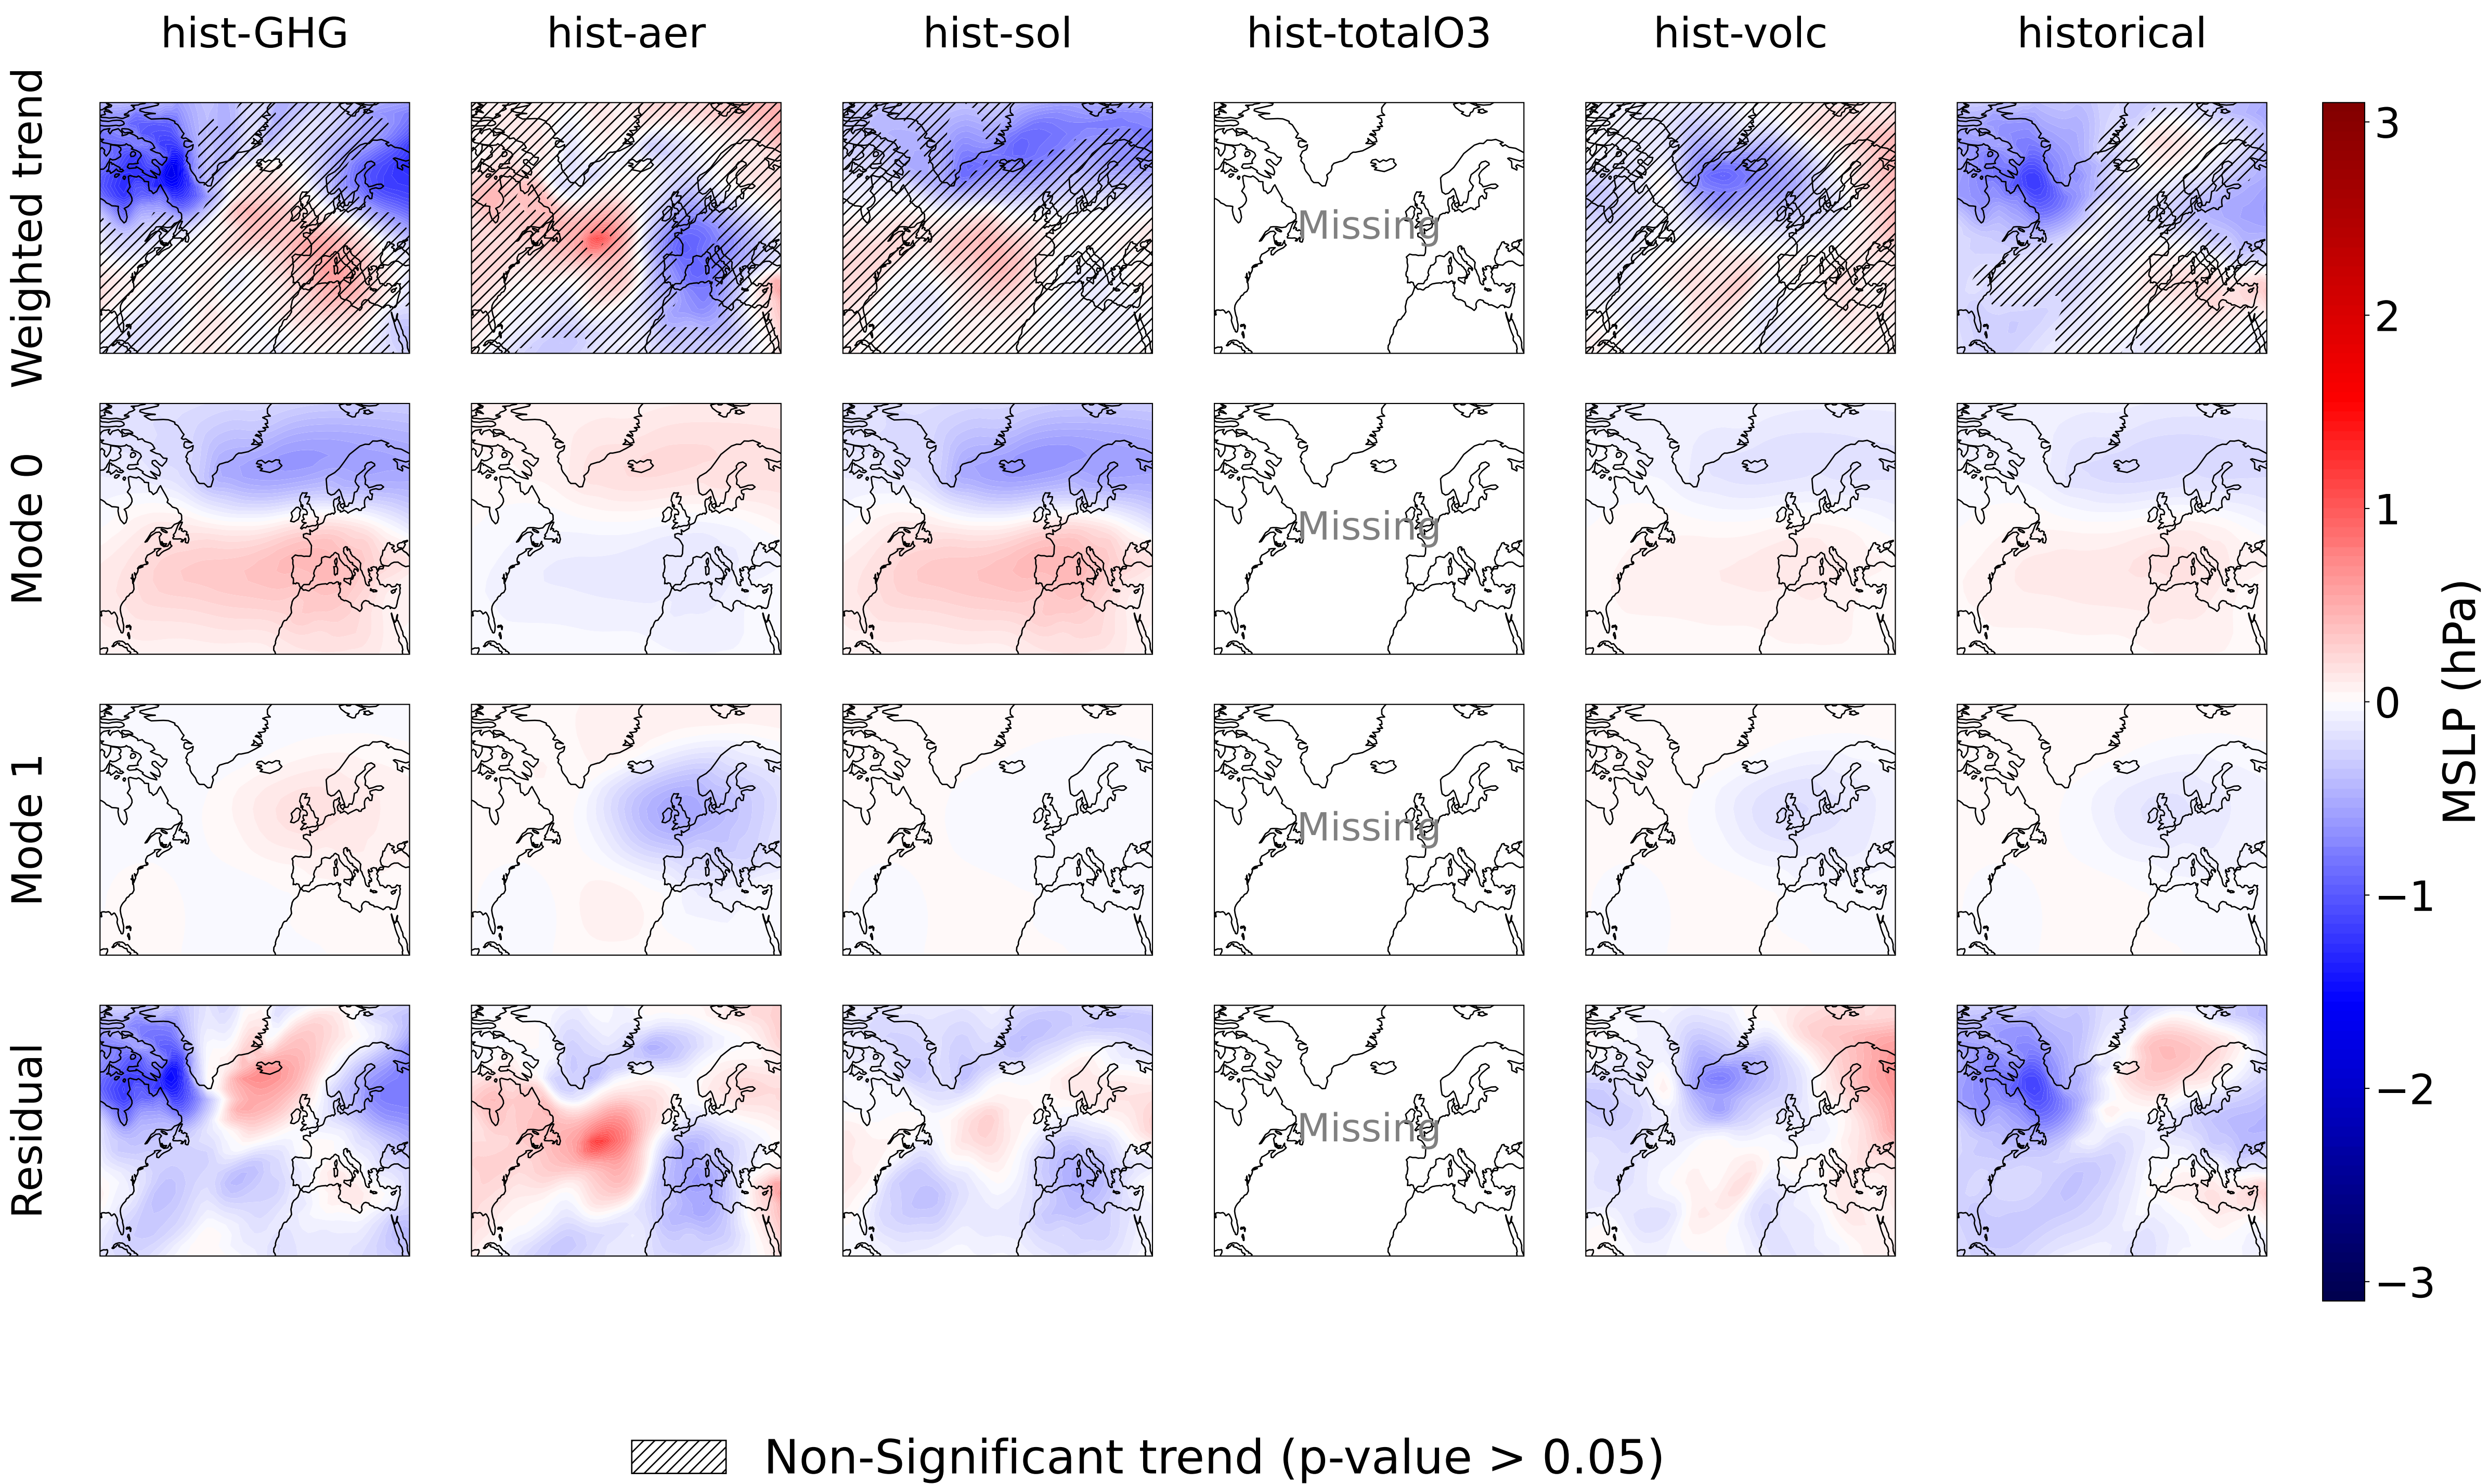 hist-GHG hist-aer hist-sol hist-totalO3 hist-volc historical
Weighted trend
Missing
Mode 0
Missing
Mode 1
Missing
Residual
Missing
3
2
1
0
−1
−2
−3
MSLP (hPa)
Non-Significant trend (p-value > 0.05)